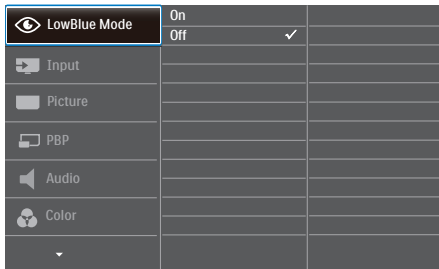 LowBlue Mode
On
Off
Input
Picture
PBP
Audio
Color